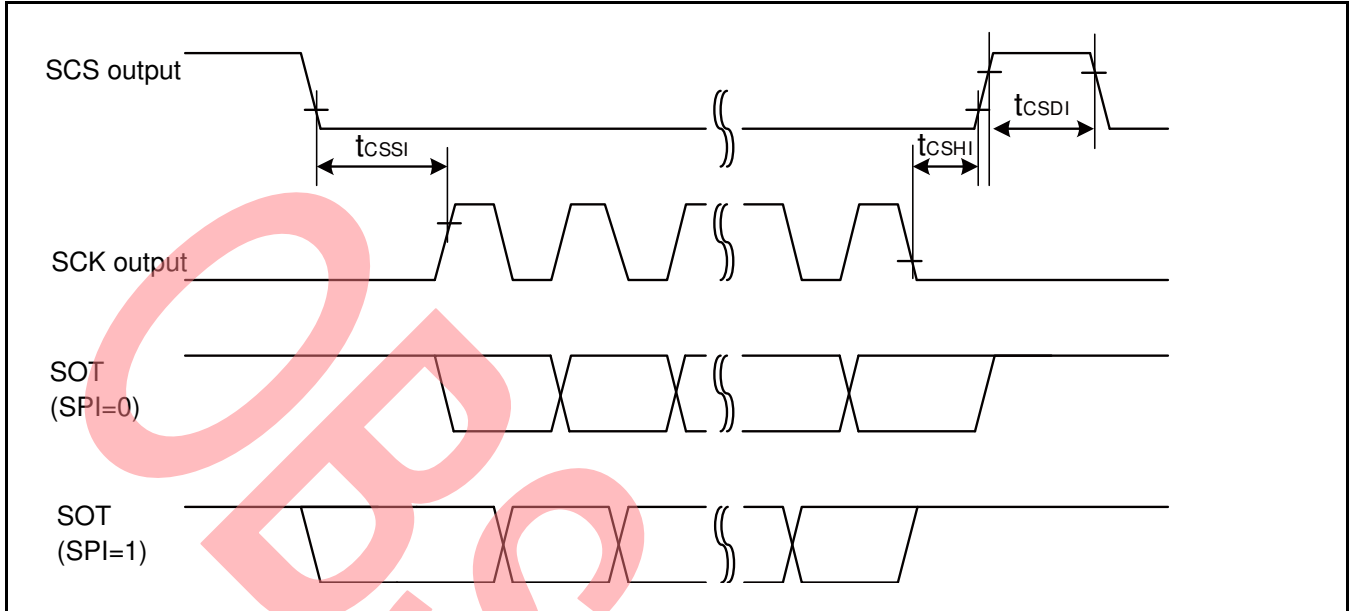 SCS output
tCSDI
tCSSI
tCSHI
SCK output
SOT
(SPI=0)
SOT
(SPI=1)